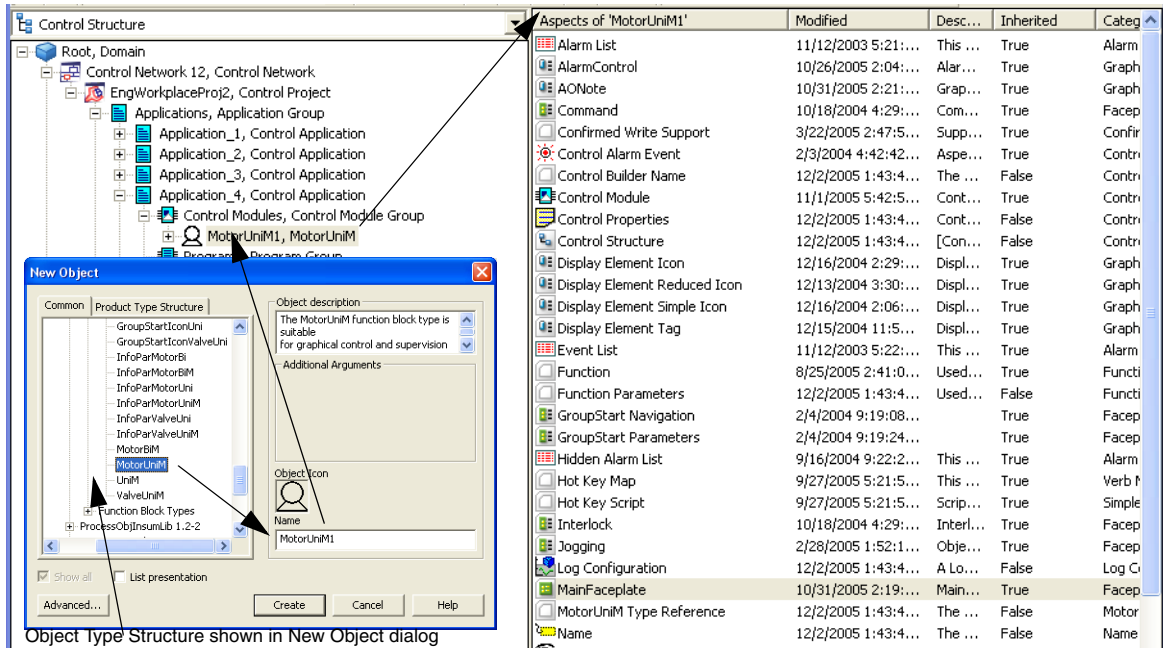 Control Structure
Root, Domain
Control Network 12, Control Network
EngWorkplaceProj2, Control Project
Applications, Application Group
Application_1, Control Application
Application_2, Control Application
Application_3, Control Application
Application_4, Control Application
Control Modules, Control Module Group
MotorUniM1, MotorUniM
New Object
Common Product Type Structure
GroupStartIconUni
GroupStartIconValveUni
InfoParMotorBi
InfoParMotorBiM
InfoParMotorUni
InfoParMotorUniM
InfoParValveUni
InfoParValveUniM
MotorBiM
MotorUniM
UniM
ValveUniM
Function Block Types
ProcessObjInsumLib 1.2-2
Object description
The MotorUniM function block type is
suitable
for graphical control and supervision
Additional Arguments
Object Icon
Name
MotorUniM1
Show all List presentation
Advanced... Create Cancel Help
Object Type Structure shown in New Object dialog
Aspects of 'MotorUniM1' Modified Desc... Inherited Categ
Alarm List 11/12/2003 5:21:... This ... True Alarm
AlarmControl 10/26/2005 2:04:... Alar... True Graph
AONote 10/31/2005 2:21:... Grap... True Graph
Command 10/18/2004 4:29:... Com... True Facep
Confirmed Write Support 3/22/2005 2:47:5... Supp... True Confir
Control Alarm Event 2/3/2004 4:42:42... Aspe... True Contr
Control Builder Name 12/2/2005 1:43:4... The ... False Contr
Control Module 11/1/2005 5:42:5... Cont... True Contr
Control Properties 12/2/2005 1:43:4... Cont... False Contr
Control Structure 12/2/2005 1:43:4... [Con... False Contr
Display Element Icon 12/16/2004 2:29:... Displ... True Graph
Display Element Reduced Icon 12/13/2004 3:30:... Displ... True Graph
Display Element Simple Icon 12/16/2004 2:06:... Displ... True Graph
Display Element Tag 12/15/2004 11:5... Displ... True Graph
Event List 11/12/2003 5:22:... This ... True Alarm
Function 8/25/2005 2:41:0... Used... True Functi
Function Parameters 12/2/2005 1:43:4... Used... False Functi
GroupStart Navigation 2/4/2004 9:19:08... True Facep
GroupStart Parameters 2/4/2004 9:19:24... True Facep
Hidden Alarm List 9/16/2004 9:22:2... This ... True Alarm
Hot Key Map 9/27/2005 5:21:5... This ... True Verb
Hot Key Script 9/27/2005 5:21:5... Scrip... True Simple
Interlock 10/18/2004 4:29:... Interl... True Facep
Jogging 2/28/2005 1:52:1... Obje... True Facep
Log Configuration 12/2/2005 1:43:4... A Lo... False Log C
MainFaceplate 10/31/2005 2:19:... Main... True Facep
MotorUniM Type Reference 12/2/2005 1:43:4... The ... False Motor
Name 12/2/2005 1:43:4... The ... False Name